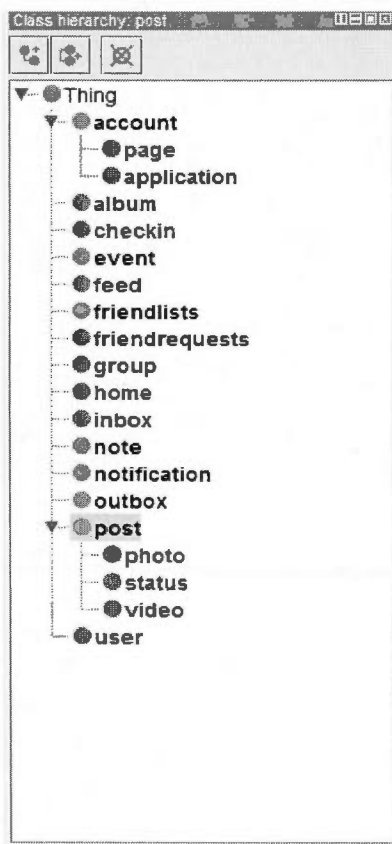 Class hierarchy: post
Thing
account
page
application
album
checkin
event
feed
friendlists
friendrequests
group
home
inbox
note
notification
outbox
post
photo
status
video
user